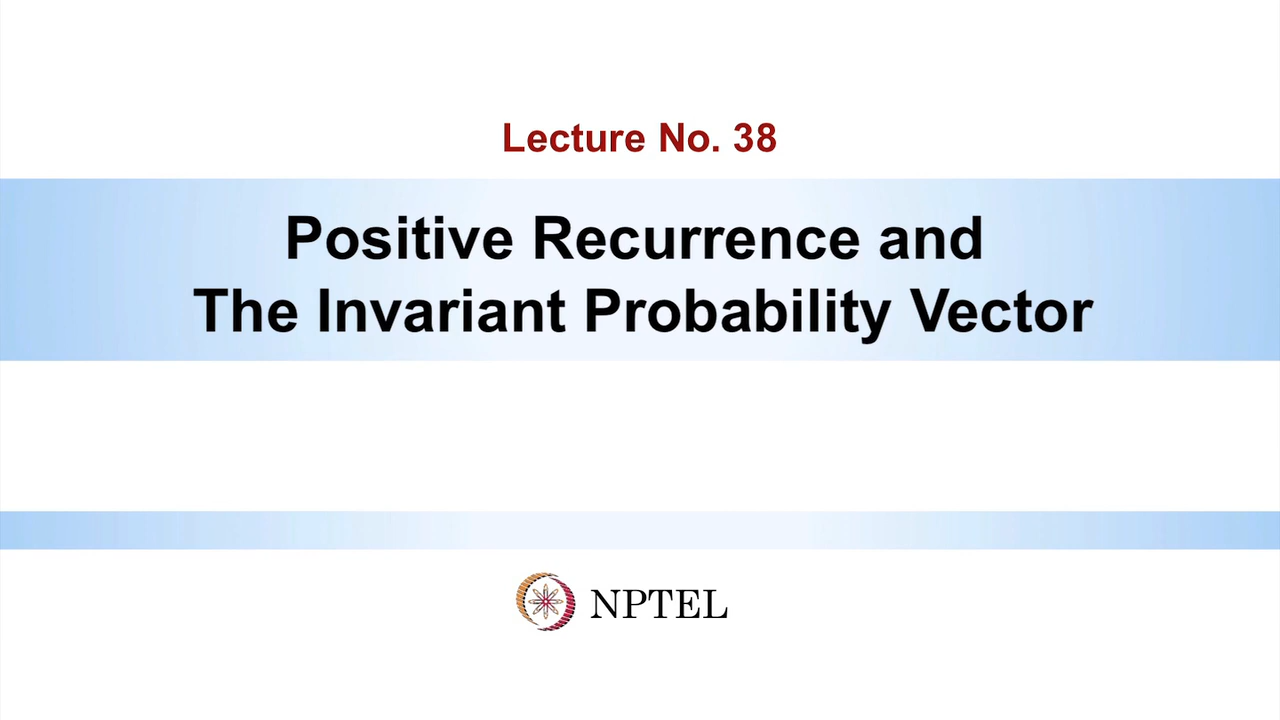 Lecture No. 38
Positive Recurrence and
The Invariant Probability Vector
NPTEL